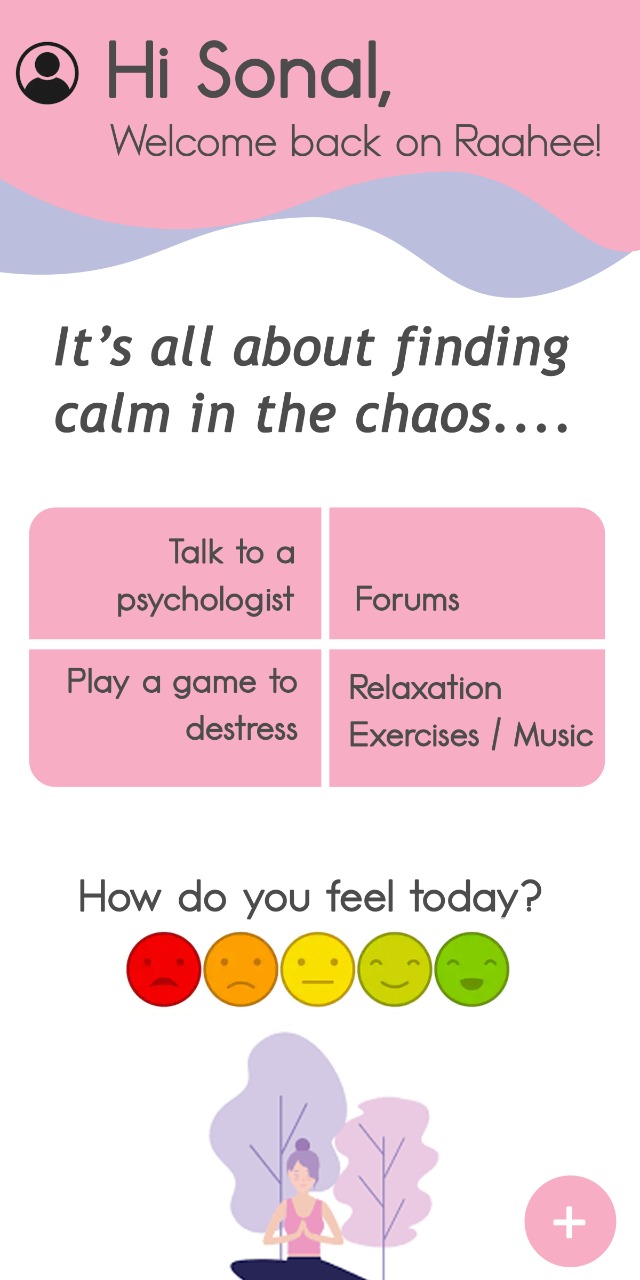 Hi Sonal,
Welcome back on Raahee!
It's all about finding
calm in the chaos....
Talk to a
psychologist
Forums
Play a game to
destress
Relaxation
Exercises / Music
How do you feel today?